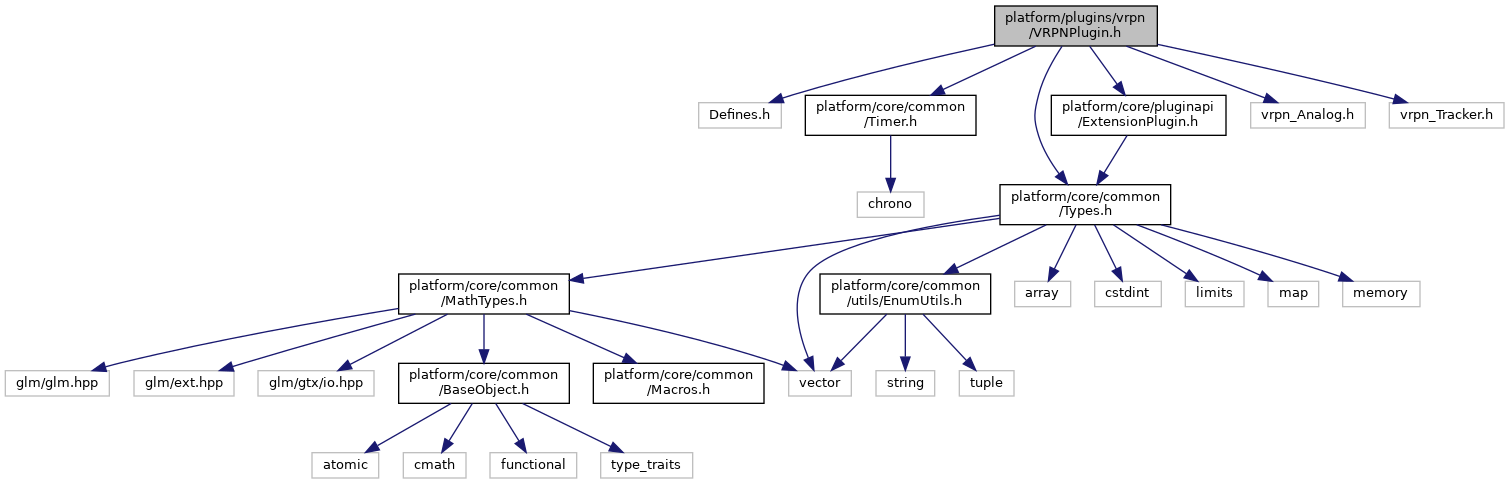 platform/plugins/vrpn
/VRPNPlugin.h
Defines.h
platform/core/common
/Timer.h
platform/core/pluginapi
/ExtensionPlugin.h
vrpn_Analog.h
vrpn_Tracker.h
chrono
platform/core/common
/Types.h
platform/core/common
/MathTypes.h
platform/core/common
/utils/EnumUtils.h
array
cstdint
limits
map
memory
glm/glm.hpp
glm/ext.hpp
glm/gtx/io.hpp
platform/core/common
/BaseObject.h
platform/core/common
/Macros.h
vector
string
tuple
atomic
cmath
functional
type_traits